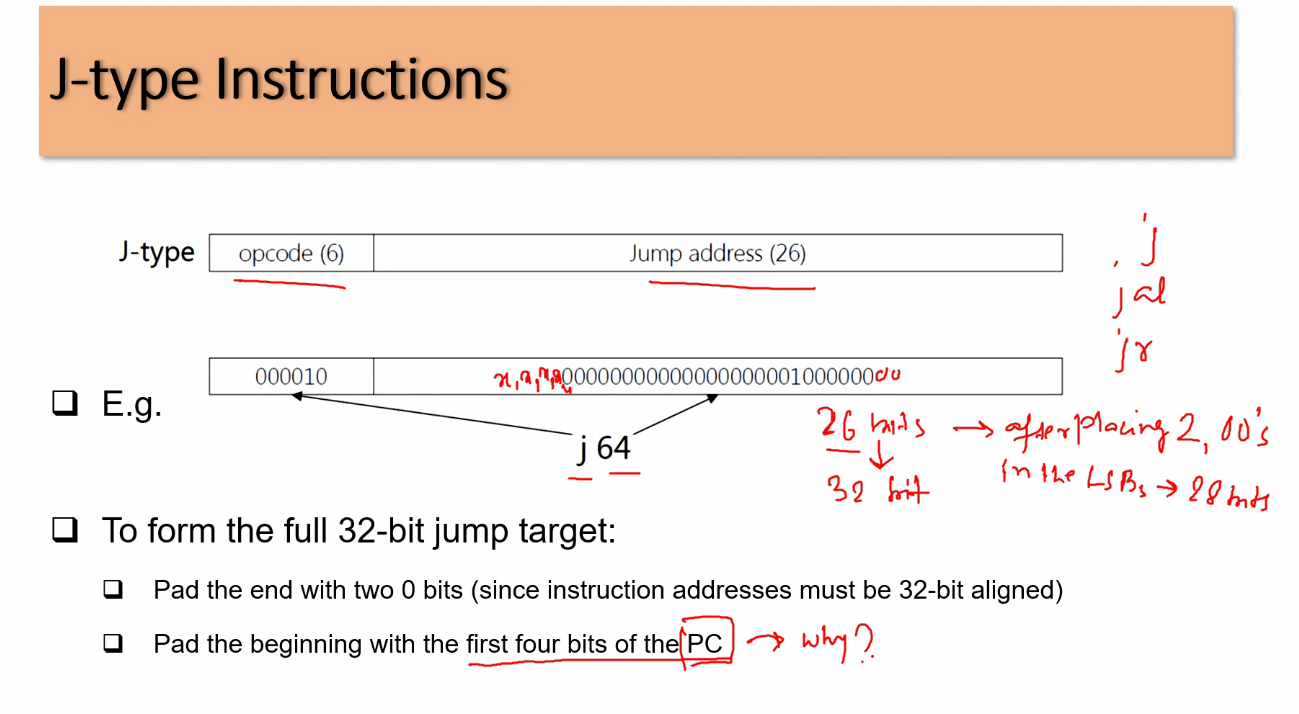 J-type Instructions
J-type opcode (6) Jump address (26)
j
jal
jr
000010 x,x,x,x 00000000000000000001000000 00
E.g.
j 64
26 bits → after placing 2, 00's
in the LSBs → 28 bits
↓
32 bit
To form the full 32-bit jump target:
Pad the end with two 0 bits (since instruction addresses must be 32-bit aligned)
Pad the beginning with the first four bits of the PC → why?